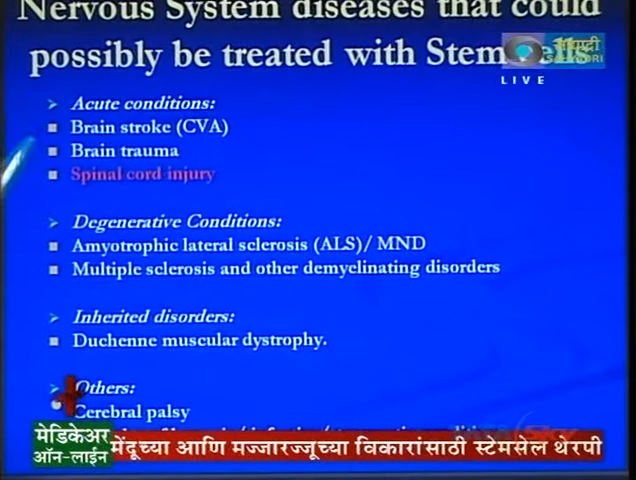 Nervous System diseases that could
possibly be treated with Stem
सह्याद्री
SAHYADRI
LIVE
➢ Acute conditions:
■ Brain stroke (CVA)
■ Brain trauma
■ Spinal cord injury
➢ Degenerative Conditions:
■ Amyotrophic lateral sclerosis (ALS)/ MND
■ Multiple sclerosis and other demyelinating disorders
➢ Inherited disorders:
■ Duchenne muscular dystrophy.
➢ Others:
Cerebral palsy
मेडिकेअर
ऑन-लाईन
मेंदूच्या आणि मज्जारज्जूच्या विकारांसाठी स्टेमसेल थेरपी